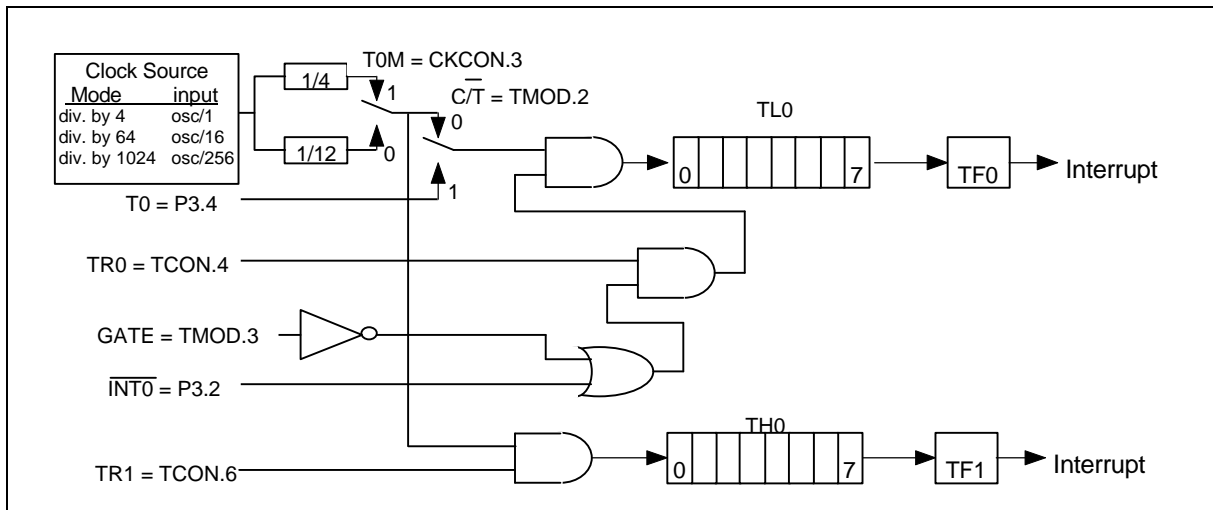 Clock Source
Mode input
div. by 4 osc/1
div. by 64 osc/16
div. by 1024 osc/256
1/4
1/12
T0M = CKCON.3
1
0
C/T = TMOD.2
0
1
T0 = P3.4
TL0
0 7
TF0
Interrupt
TR0 = TCON.4
GATE = TMOD.3
INT0 = P3.2
TR1 = TCON.6
TH0
0 7
TF1
Interrupt